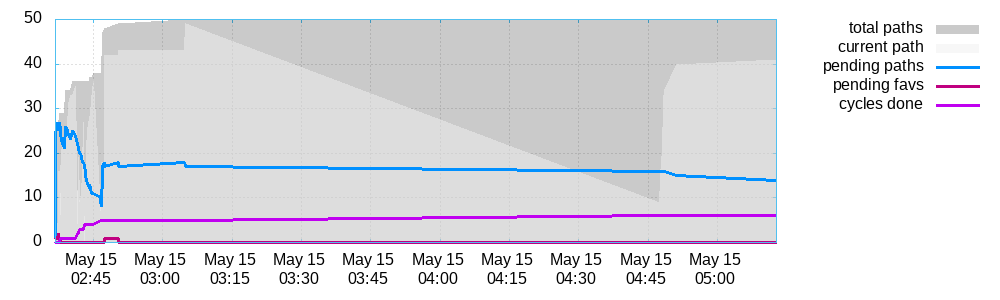 50
40
30
20
10
0
May 15 May 15 May 15 May 15 May 15 May 15 May 15 May 15 May 15 May 15
02:45 03:00 03:15 03:30 03:45 04:00 04:15 04:30 04:45 05:00
total paths
current path
pending paths
pending favs
cycles done